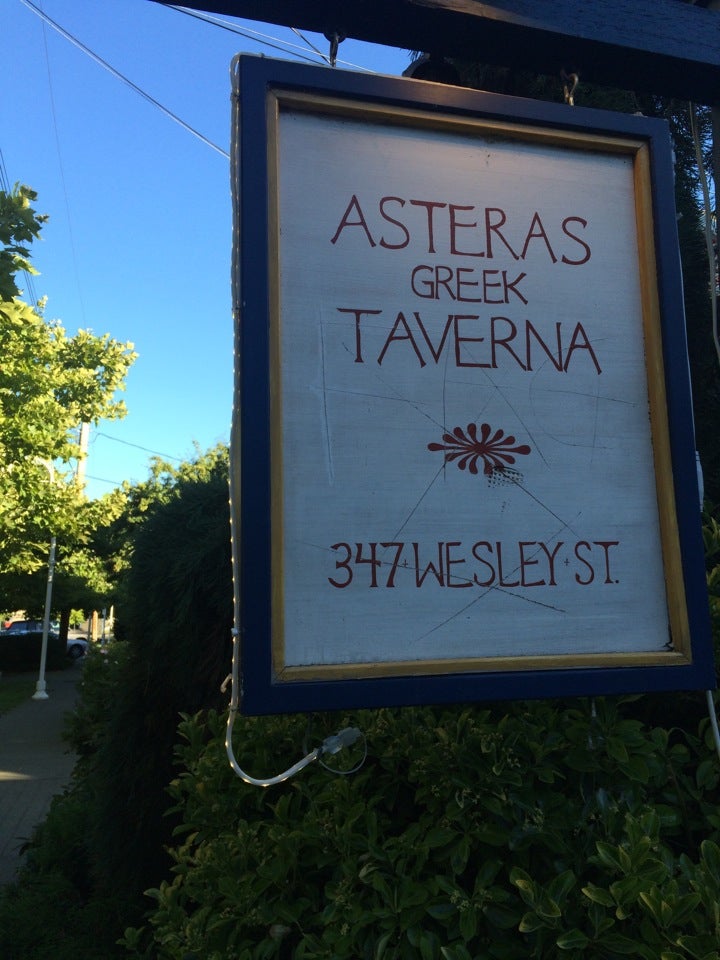 ASTERAS
GREEK
TAVERNA
347 WESLEY ST.